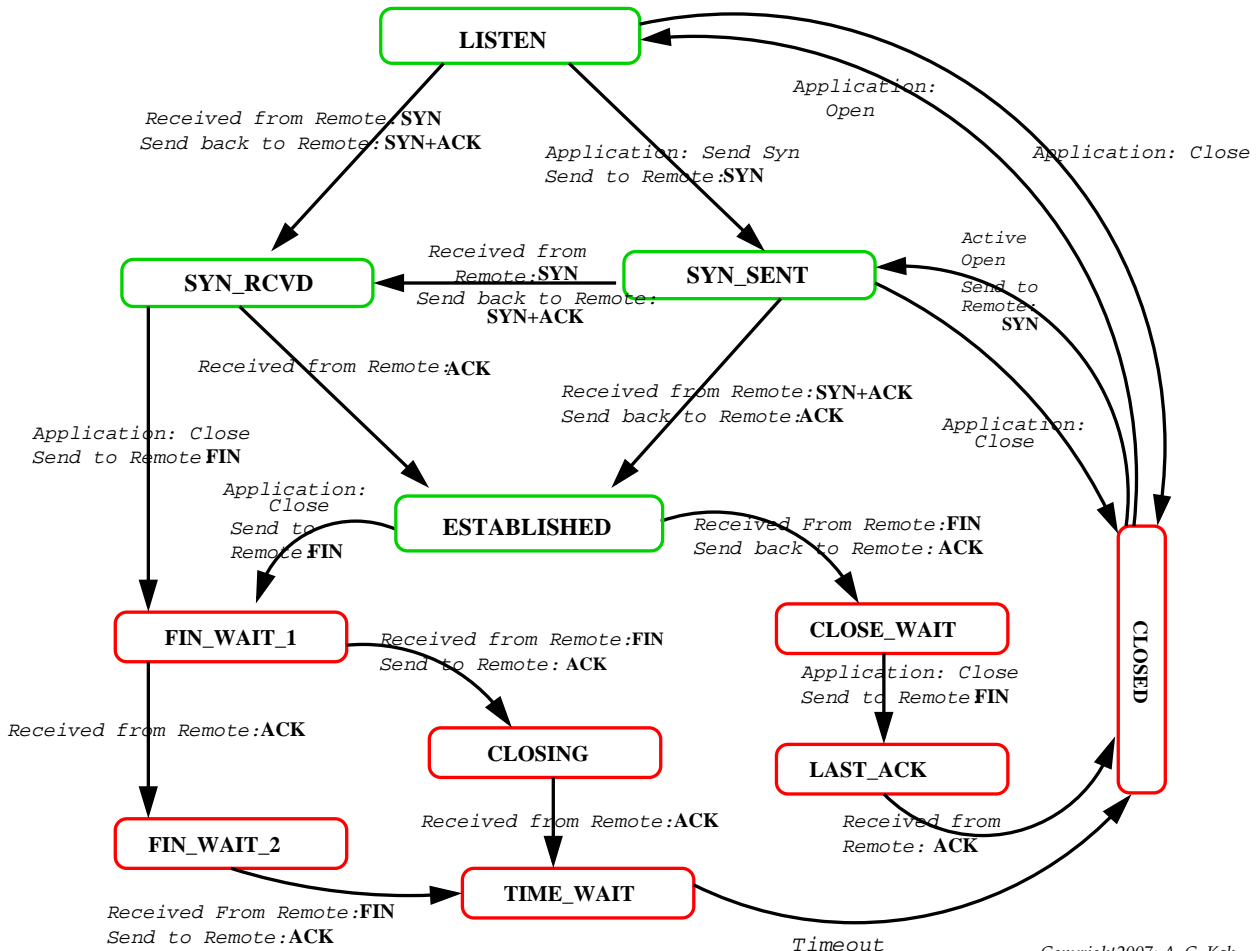 LISTEN
Application:
Open
Received from Remote: SYN
Send back to Remote: SYN+ACK
Application: Send Syn
Send to Remote:SYN
Application: Close
SYN_RCVD
Received from
Remote:SYN
Send back to Remote:
SYN+ACK
SYN_SENT
Active
Open
Send to
Remote:
SYN
Received from Remote:ACK
Received from Remote:SYN+ACK
Send back to Remote:ACK
Application:
Close
Application: Close
Send to Remote FIN
Application:
Close
Send to
Remote:FIN
ESTABLISHED
Received From Remote:FIN
Send back to Remote: ACK
FIN_WAIT_1
Received from Remote:FIN
Send to Remote: ACK
CLOSE_WAIT
CLOSED
Application: Close
Send to Remote FIN
Received from Remote:ACK
CLOSING
LAST_ACK
Received from Remote:ACK
Received from
Remote: ACK
FIN_WAIT_2
TIME_WAIT
Received From Remote:FIN
Send to Remote:ACK
Timeout